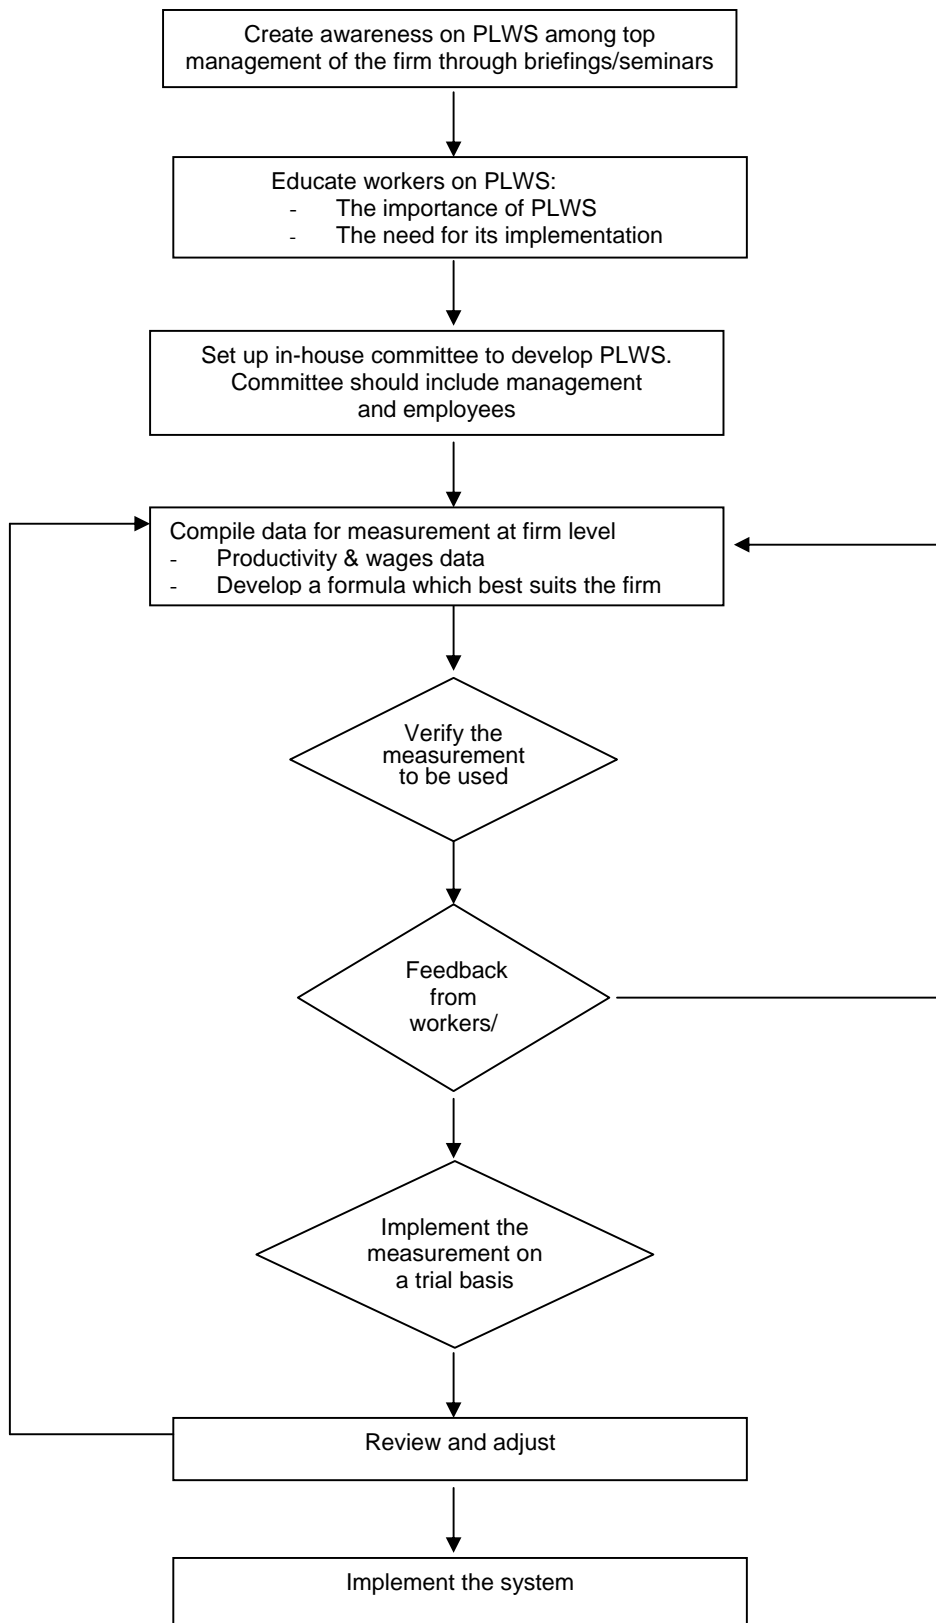 Create awareness on PLWS among top
management of the firm through briefings/seminars
Educate workers on PLWS:
- The importance of PLWS
- The need for its implementation
Set up in-house committee to develop PLWS.
Committee should include management
and employees
Compile data for measurement at firm level
- Productivity & wages data
- Develop a formula which best suits the firm
Verify the
measurement
to be used
Feedback
from
workers/
Implement the
measurement on
a trial basis
Review and adjust
Implement the system